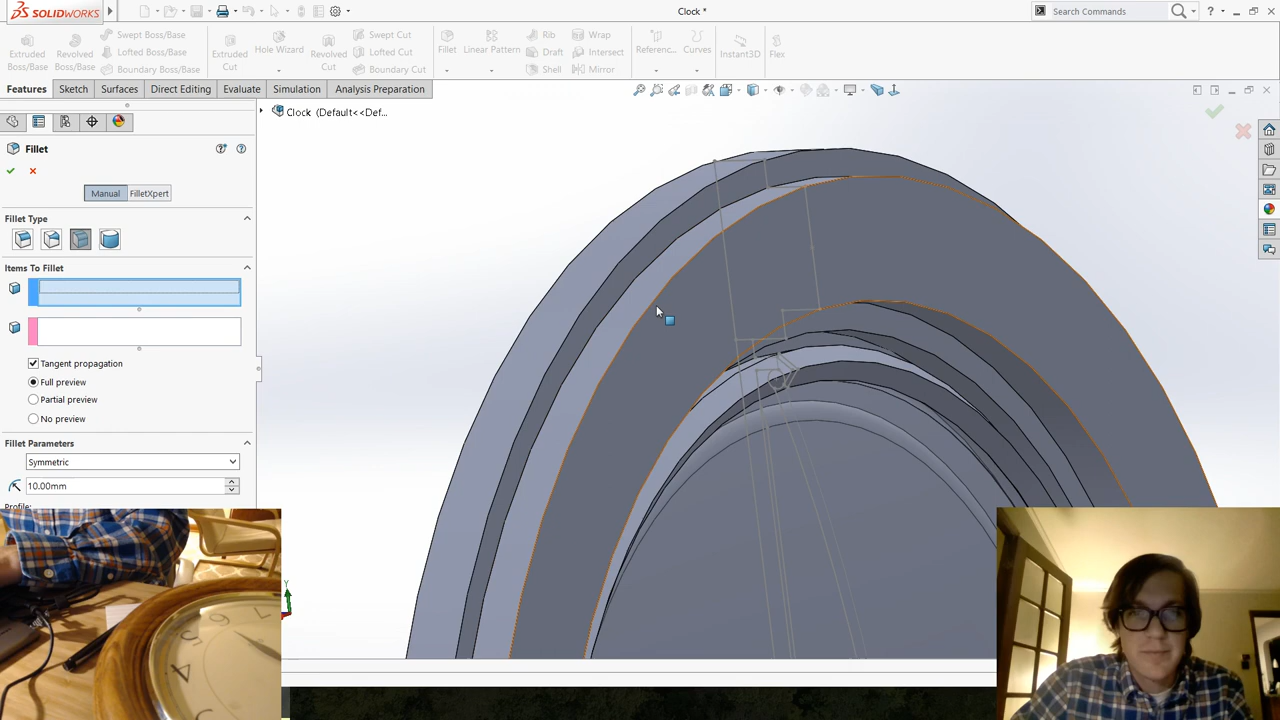 SOLIDWORKS
Clock *
Search Commands
Extruded Boss/Base
Revolved Boss/Base
Swept Boss/Base
Lofted Boss/Base
Boundary Boss/Base
Extruded Cut
Hole Wizard
Revolved Cut
Swept Cut
Lofted Cut
Boundary Cut
Fillet
Linear Pattern
Rib
Draft
Shell
Wrap
Intersect
Mirror
Referenc...
Curves
Instant3D
Flex
Features
Sketch
Surfaces
Direct Editing
Evaluate
Simulation
Analysis Preparation
Clock (Default<<Def...
Fillet
Manual
FilletXpert
Fillet Type
Items To Fillet
Tangent propagation
Full preview
Partial preview
No preview
Fillet Parameters
Symmetric
10.00mm
Profile:
Y